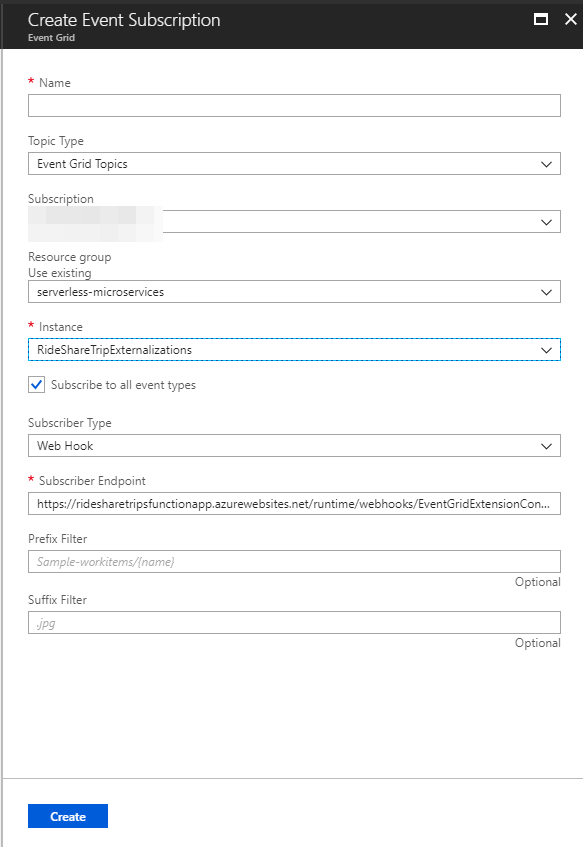 Create Event Subscription
Event Grid
* Name
Topic Type
Event Grid Topics
Subscription
Resource group
Use existing
serverless-microservices
* Instance
RideShareTripExternalizations
Subscribe to all event types
Subscriber Type
Web Hook
* Subscriber Endpoint
https://ridesharetripsfunctionapp.azurewebsites.net/runtime/webhooks/EventGridExtensionCon...
Prefix Filter
Sample-workitems/{name}
Optional
Suffix Filter
.jpg
Optional
Create